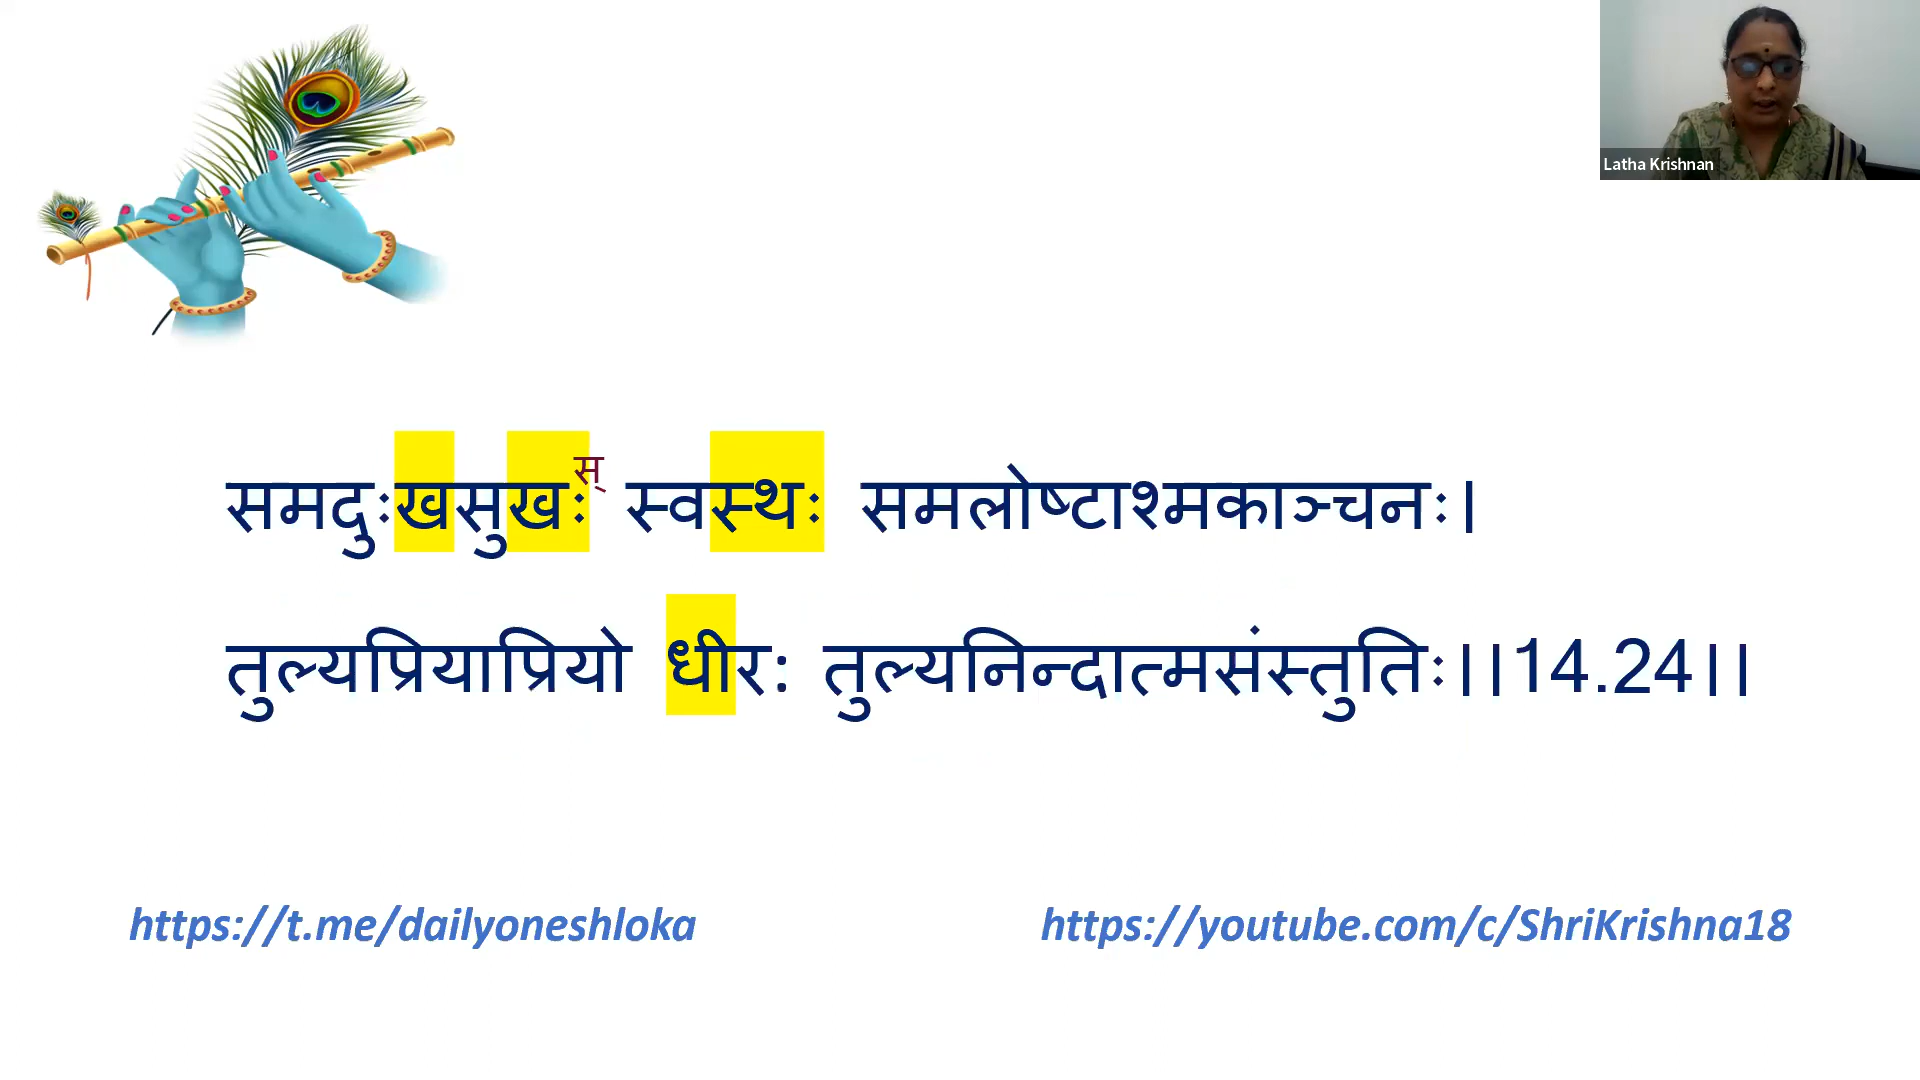 Latha Krishnan
स्
समदुःखसुखः स्वस्थः समलोष्टाश्मकाञ्चनः।
तुल्यप्रियाप्रियो धीर: तुल्यनिन्दात्मसंस्तुतिः।।14.24।।
https://t.me/dailyoneshloka
https://youtube.com/c/ShriKrishna18